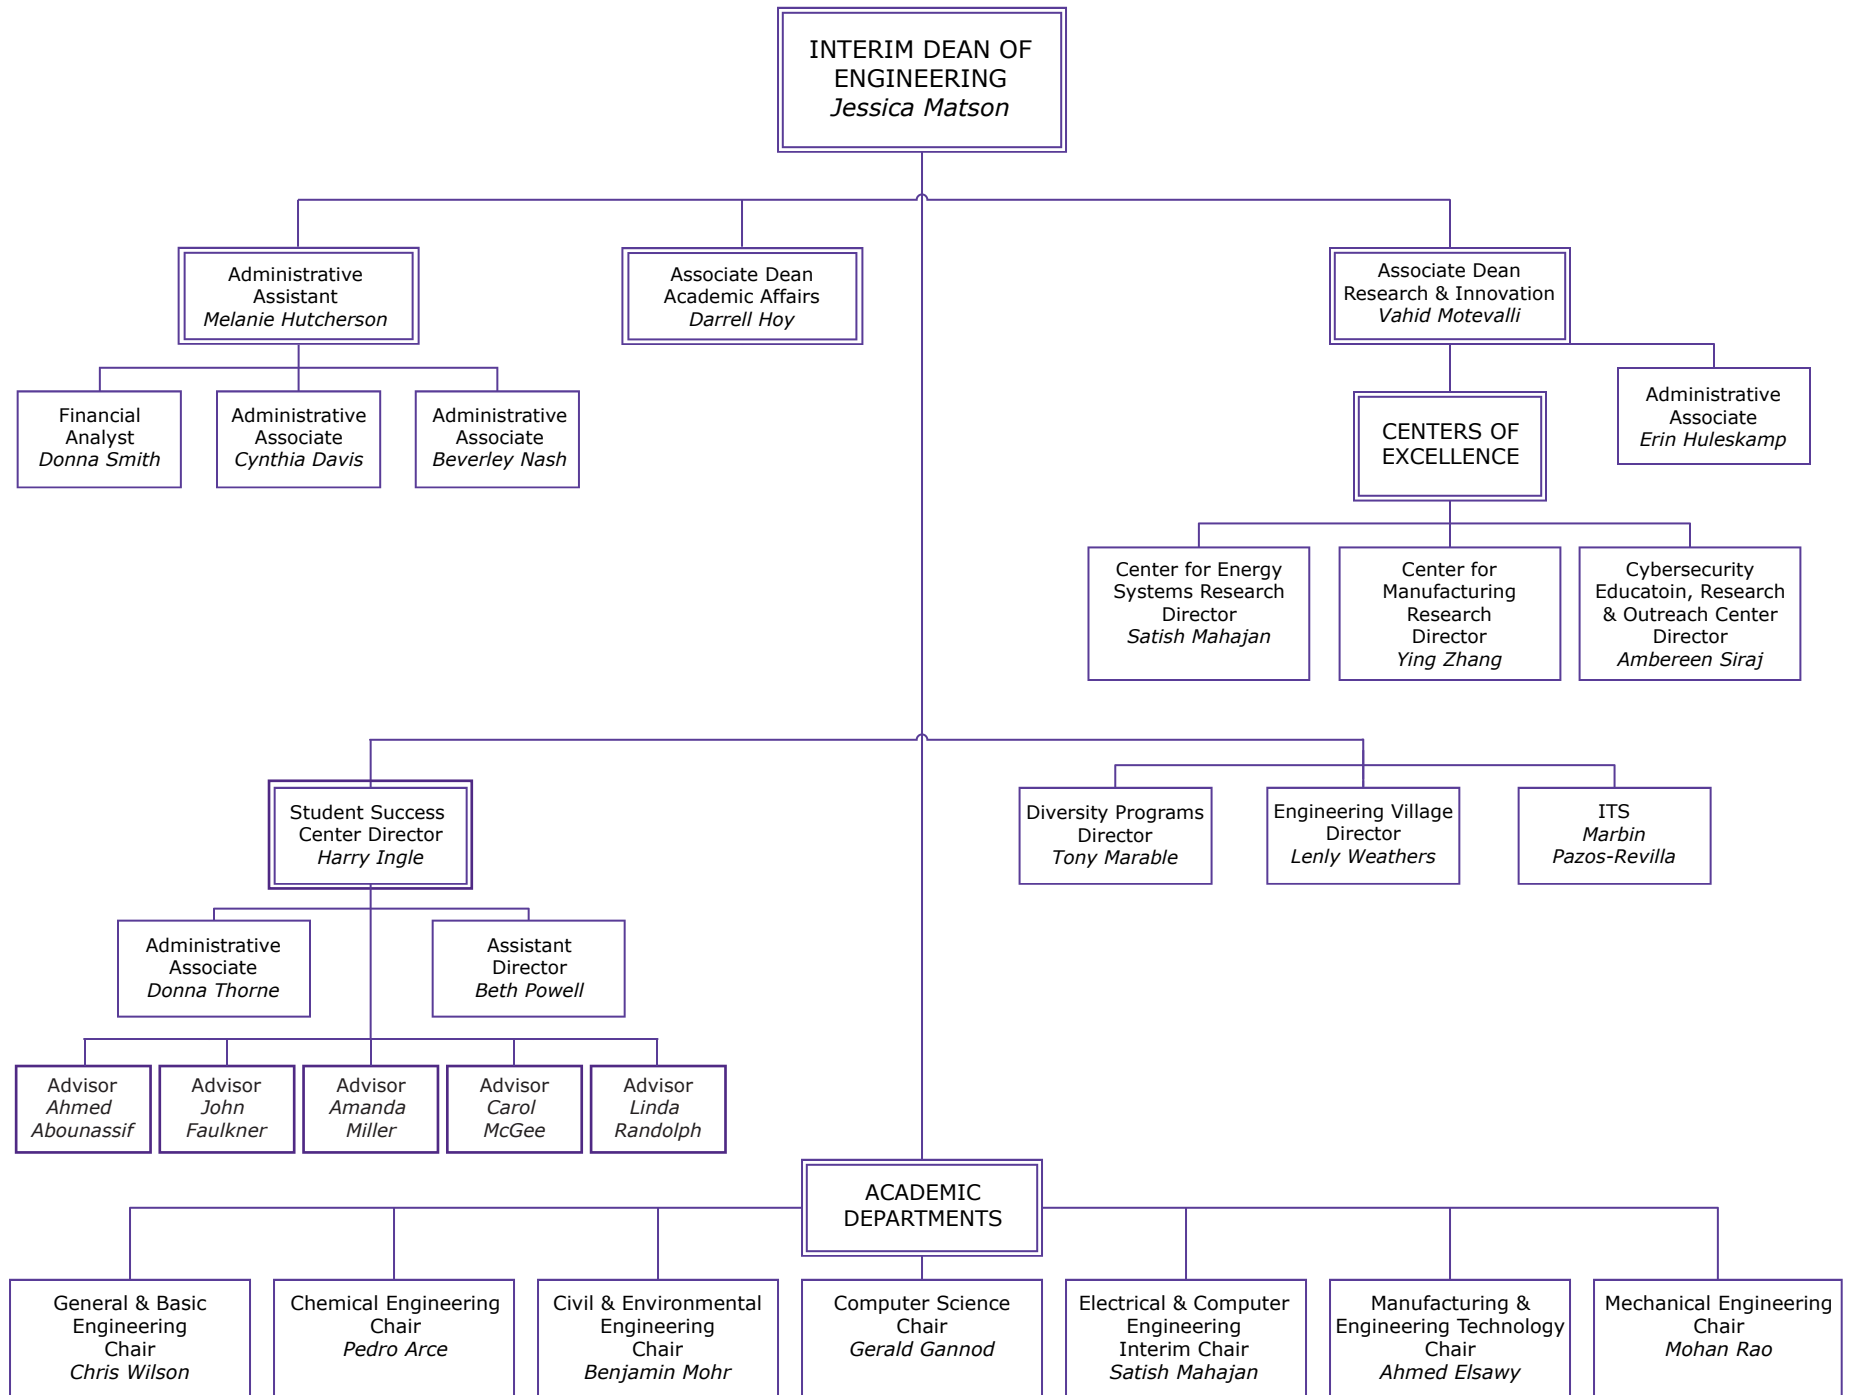 INTERIM DEAN OF
ENGINEERING
Jessica Matson
Administrative
Assistant
Melanie Hutcherson
Associate Dean
Academic Affairs
Darrell Hoy
Associate Dean
Research & Innovation
Vahid Motevalli
Financial
Analyst
Donna Smith
Administrative
Associate
Cynthia Davis
Administrative
Associate
Beverley Nash
CENTERS OF
EXCELLENCE
Administrative
Associate
Erin Huleskamp
Center for Energy
Systems Research
Director
Satish Mahajan
Center for
Manufacturing
Research
Director
Ying Zhang
Cybersecurity
Educatoin, Research
& Outreach Center
Director
Ambereen Siraj
Student Success
Center Director
Harry Ingle
Diversity Programs
Director
Tony Marable
Engineering Village
Director
Lenly Weathers
ITS
Marbin
Pazos-Revilla
Administrative
Associate
Donna Thorne
Assistant
Director
Beth Powell
Advisor
Ahmed
Abounassif
Advisor
John
Faulkner
Advisor
Amanda
Miller
Advisor
Carol
McGee
Advisor
Linda
Randolph
ACADEMIC
DEPARTMENTS
General & Basic
Engineering
Chair
Chris Wilson
Chemical Engineering
Chair
Pedro Arce
Civil & Environmental
Engineering
Chair
Benjamin Mohr
Computer Science
Chair
Gerald Gannod
Electrical & Computer
Engineering
Interim Chair
Satish Mahajan
Manufacturing &
Engineering Technology
Chair
Ahmed Elsawy
Mechanical Engineering
Chair
Mohan Rao